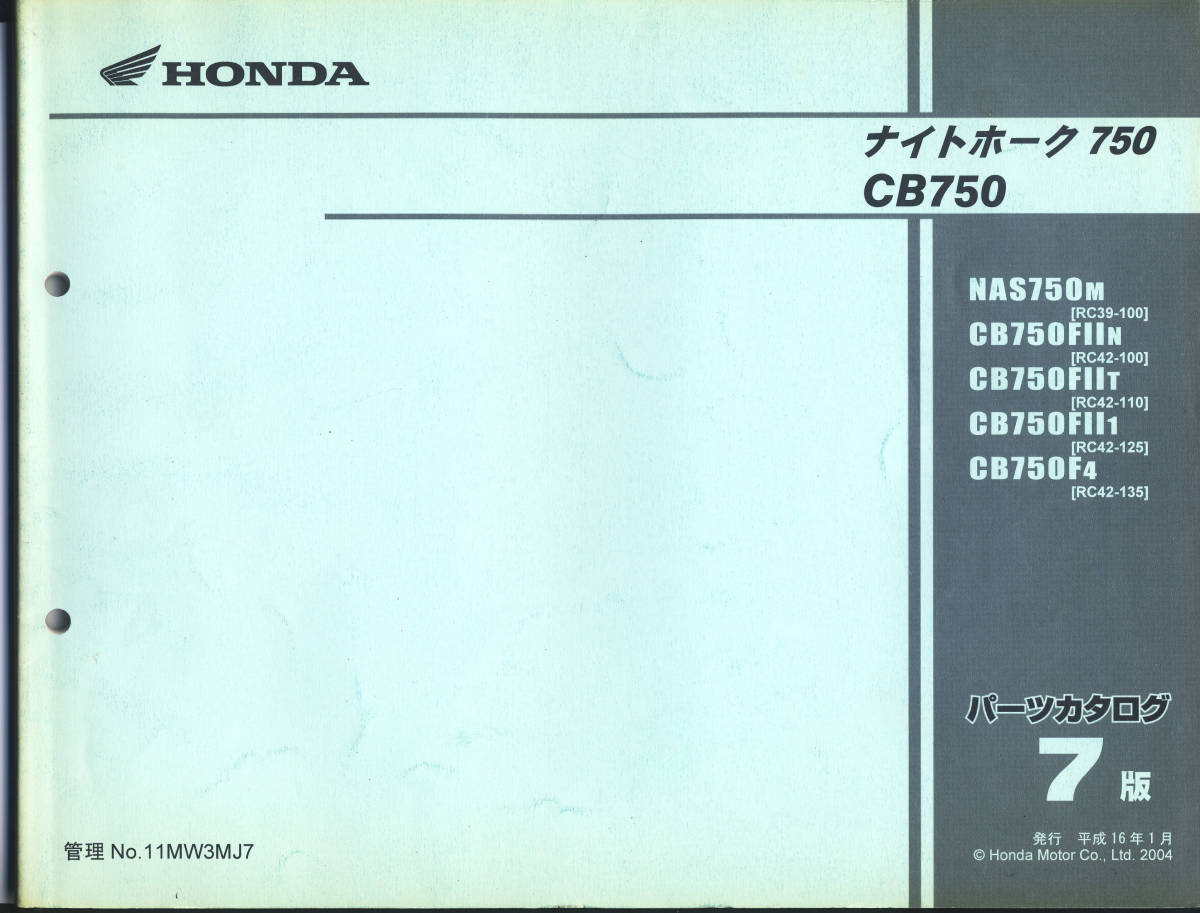 HONDA
ナイトホーク 750
CB750
NAS750M
[RC39-100]
CB750FIIN
[RC42-100]
CB750FIIT
[RC42-110]
CB750FII1
[RC42-125]
CB750F4
[RC42-135]
パーツカタログ
7版
管理 No.11MW3MJ7
発行 平成16年1月
© Honda Motor Co., Ltd. 2004